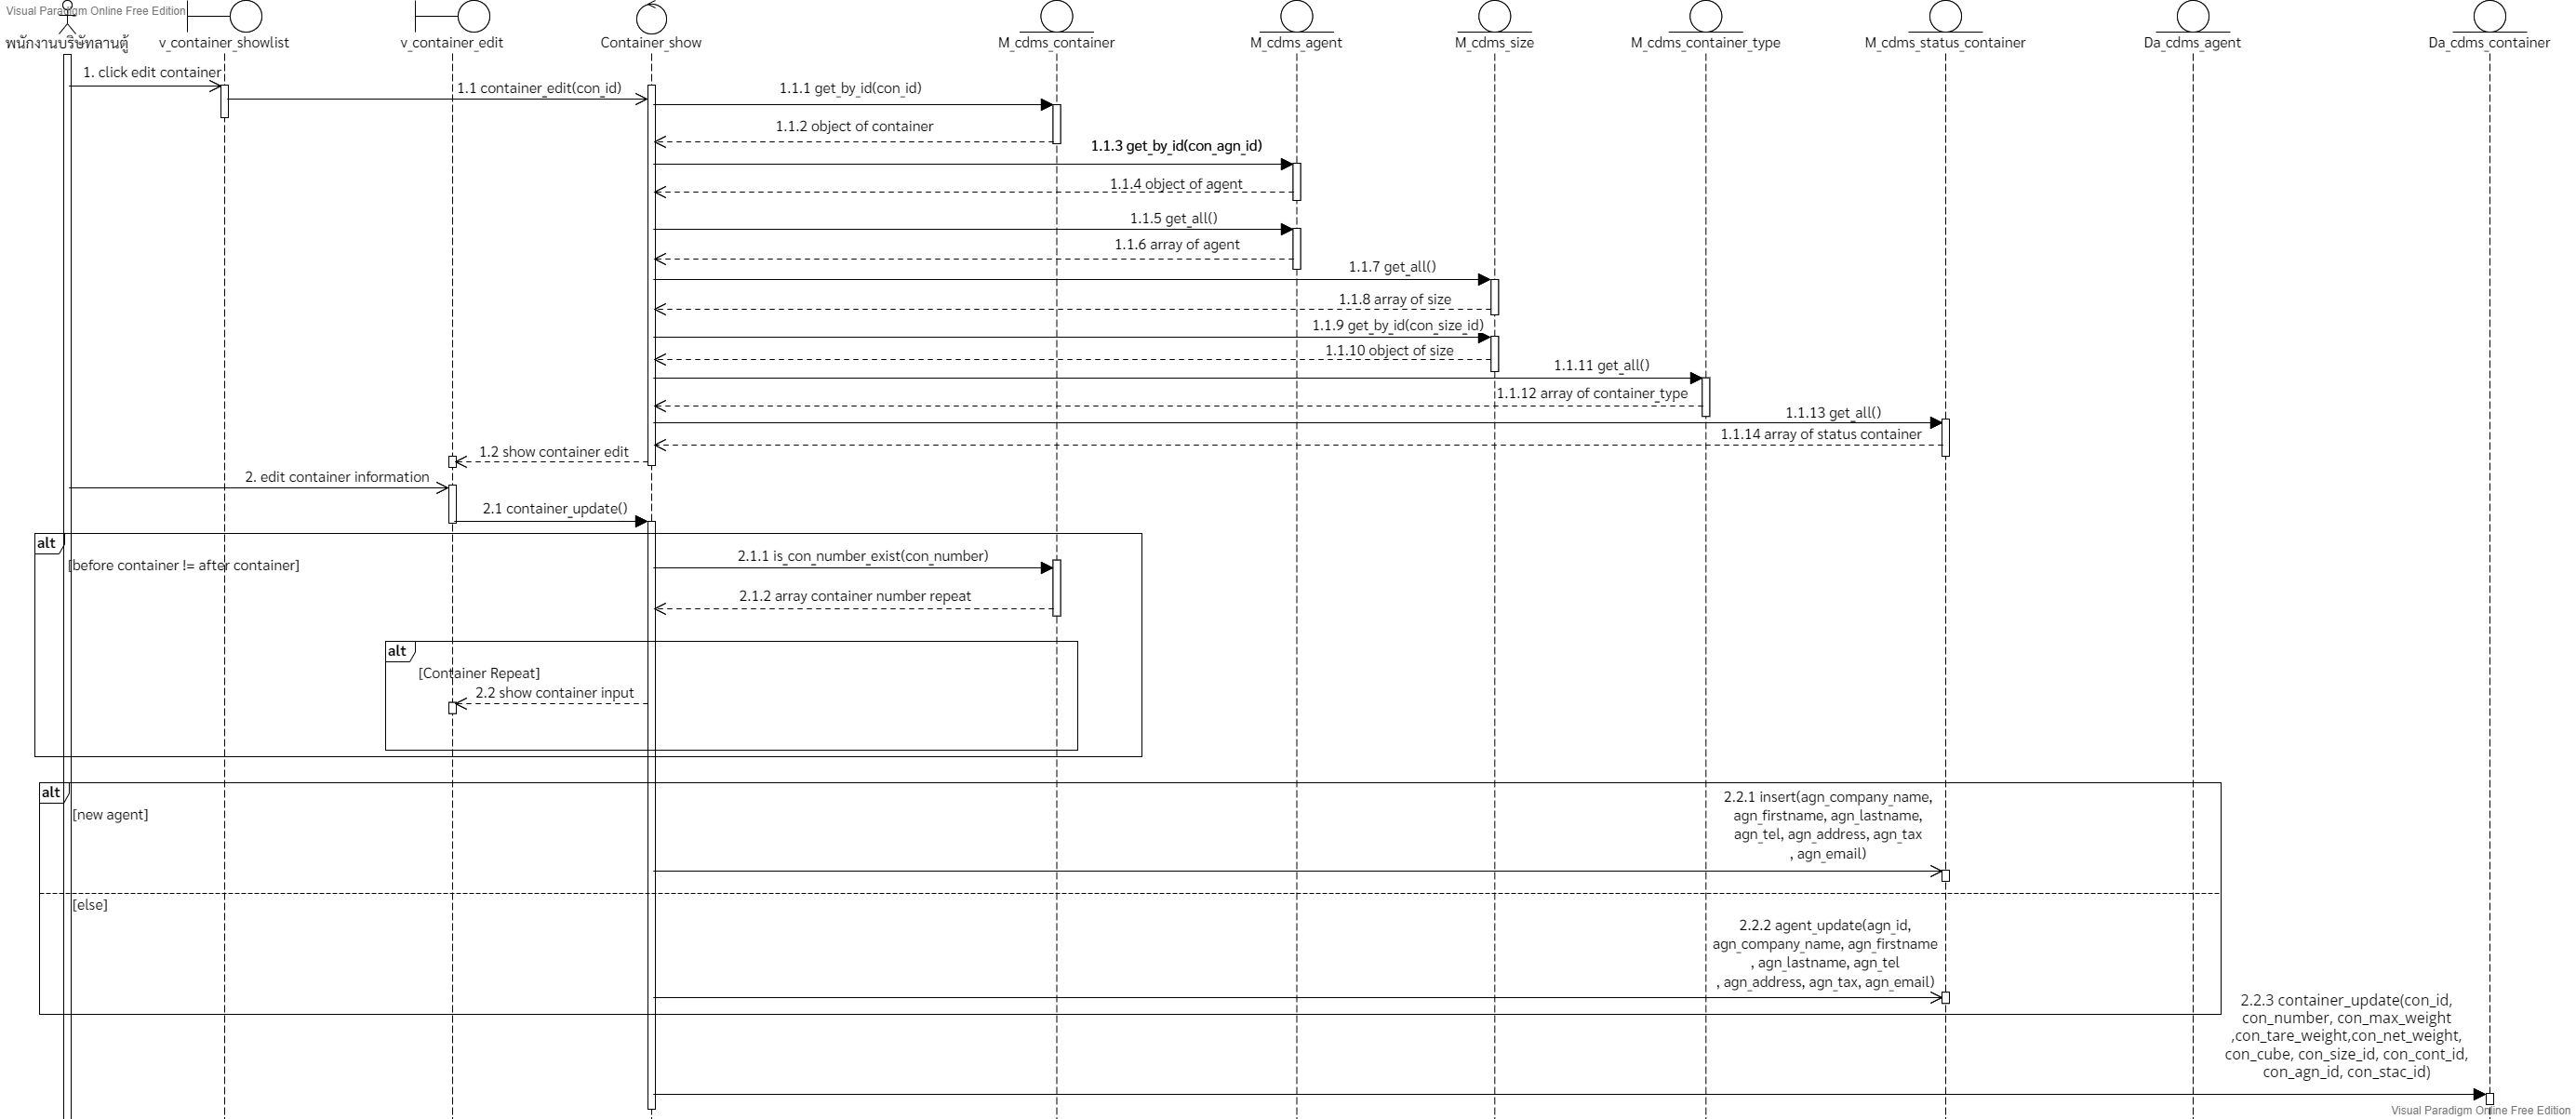 Visual Paradigm Online Free Edition
พนักงานบริษัทลานตู้
v_container_showlist
v_container_edit
Container_show
M_cdms_container
M_cdms_agent
M_cdms_size
M_cdms_container_type
M_cdms_status_container
Da_cdms_agent
Da_cdms_container
1. click edit container
1.1 container_edit(con_id)
1.1.1 get_by_id(con_id)
1.1.2 object of container
1.1.3 get_by_id(con_agn_id)
1.1.4 object of agent
1.1.5 get_all()
1.1.6 array of agent
1.1.7 get_all()
1.1.8 array of size
1.1.9 get_by_id(con_size_id)
1.1.10 object of size
1.1.11 get_all()
1.1.12 array of container_type
1.1.13 get_all()
1.1.14 array of status container
1.2 show container edit
2. edit container information
2.1 container_update()
alt
[before container != after container]
2.1.1 is_con_number_exist(con_number)
2.1.2 array container number repeat
alt
[Container Repeat]
2.2 show container input
alt
[new agent]
2.2.1 insert(agn_company_name,
agn_firstname, agn_lastname,
agn_tel, agn_address, agn_tax
, agn_email)
[else]
2.2.2 agent_update(agn_id,
agn_company_name, agn_firstname
, agn_lastname, agn_tel
, agn_address, agn_tax, agn_email)
2.2.3 container_update(con_id,
con_number, con_max_weight
,con_tare_weight,con_net_weight,
con_cube, con_size_id, con_cont_id,
con_agn_id, con_stac_id)
Visual Paradigm Online Free Edition